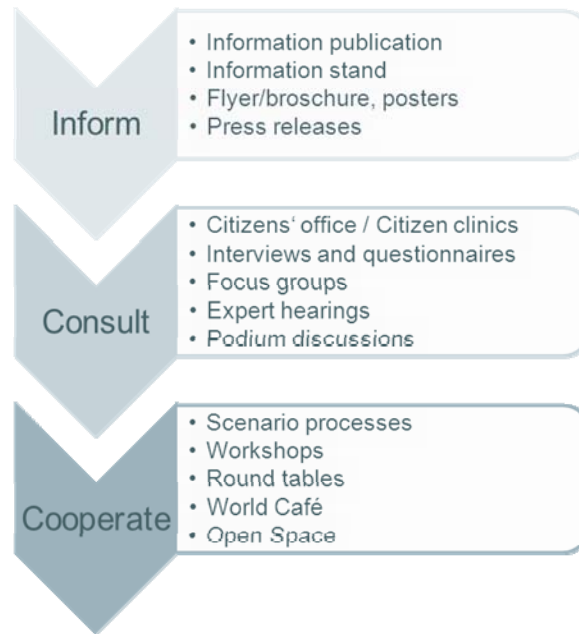 Inform
• Information publication
• Information stand
• Flyer/broschure, posters
• Press releases
Consult
• Citizens‘ office / Citizen clinics
• Interviews and questionnaires
• Focus groups
• Expert hearings
• Podium discussions
Cooperate
• Scenario processes
• Workshops
• Round tables
• World Café
• Open Space